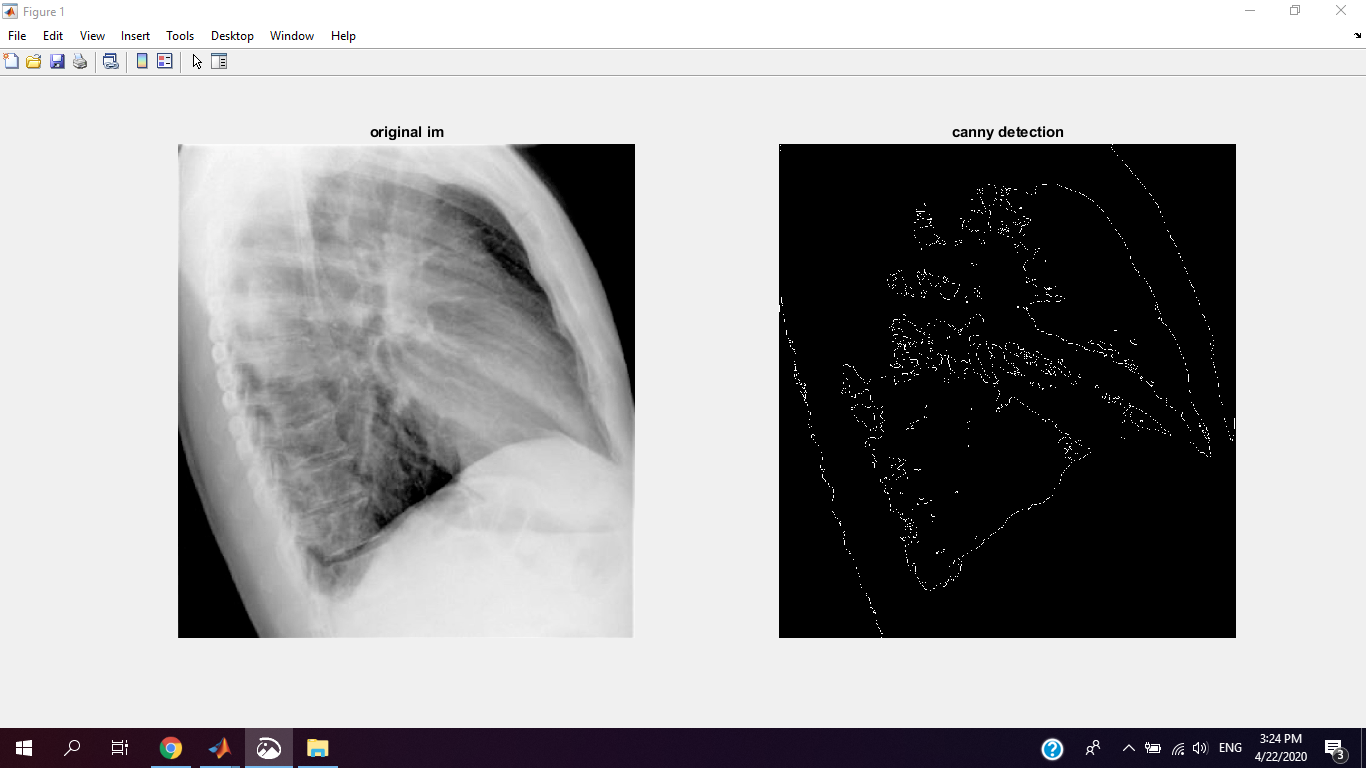 Figure 1
File Edit View Insert Tools Desktop Window Help
original im
canny detection
ENG
3:24 PM
4/22/2020
3